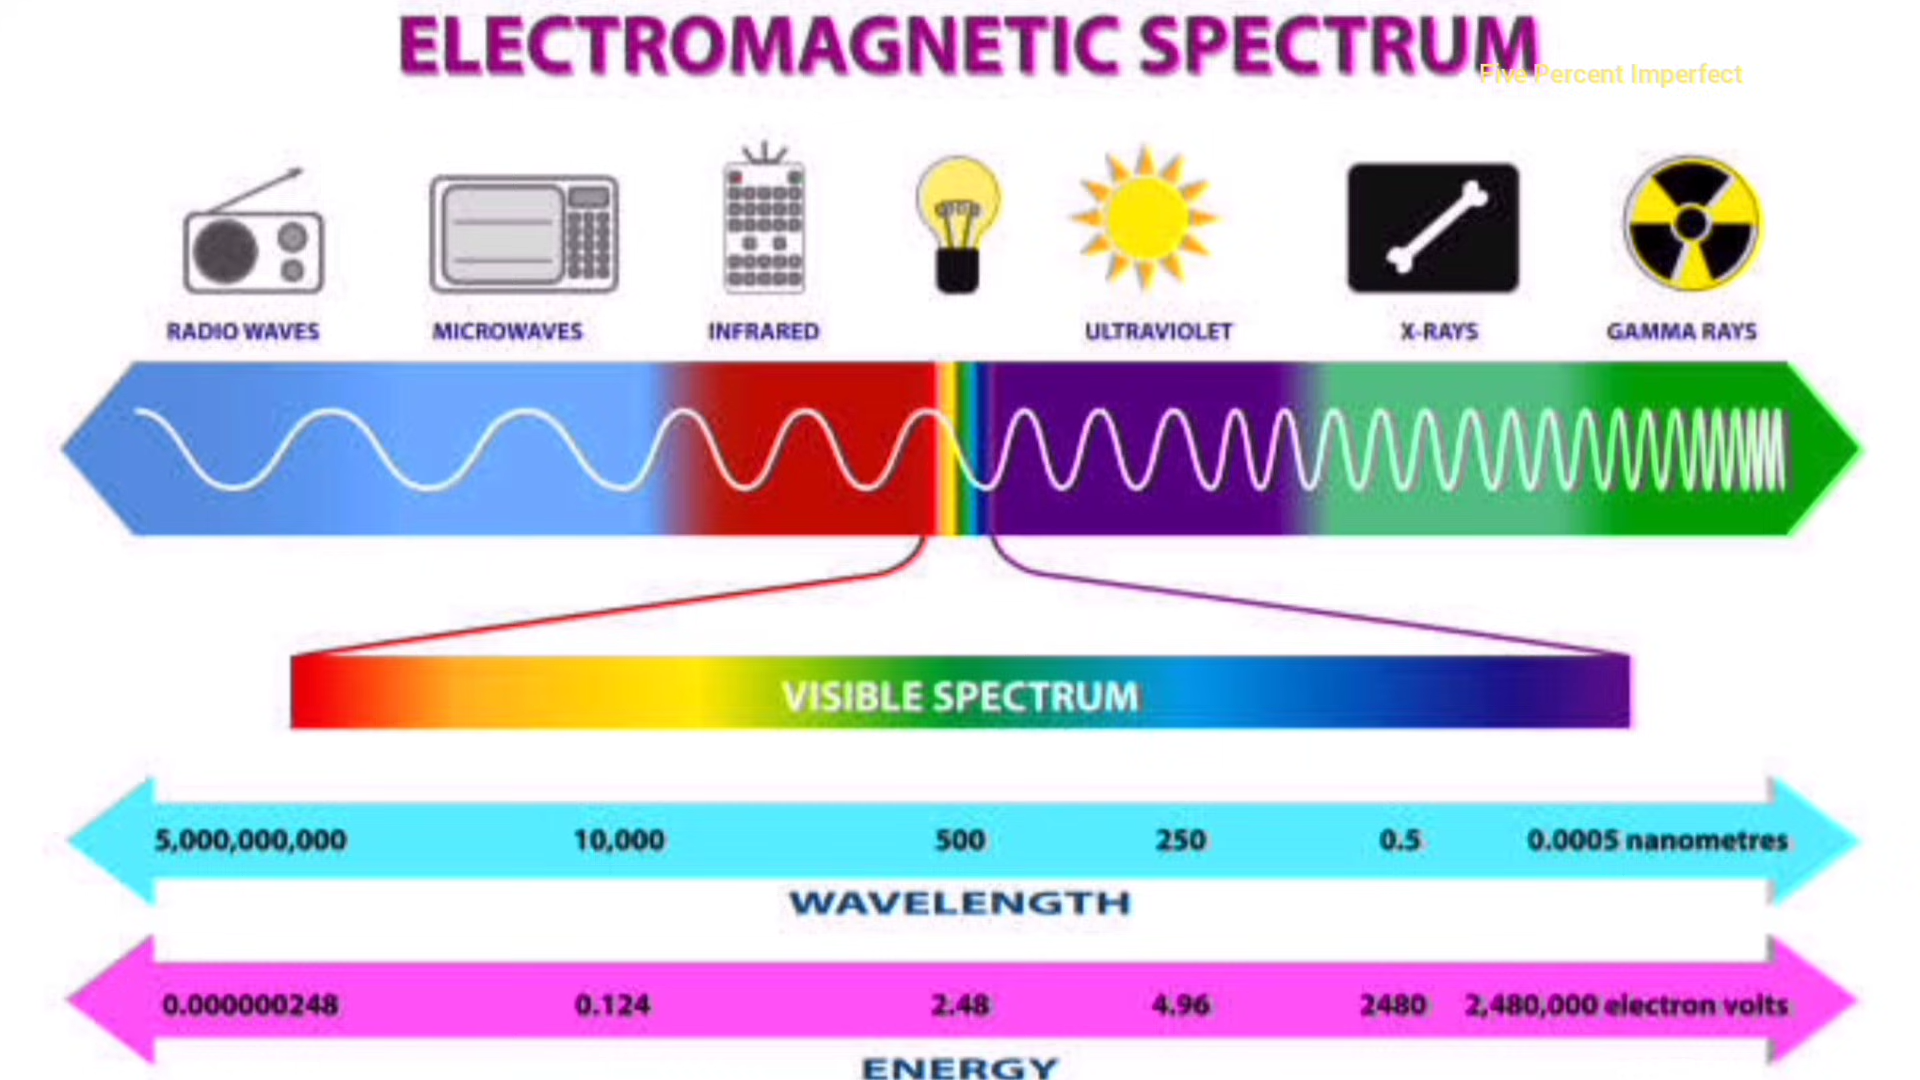 ELECTROMAGNETIC SPECTRUM
Five Percent Imperfect
RADIO WAVES MICROWAVES INFRARED ULTRAVIOLET X-RAYS GAMMA RAYS
VISIBLE SPECTRUM
5,000,000,000 10,000 500 250 0.5 0.0005 nanometres
WAVELENGTH
0.000000248 0.124 2.48 4.96 2480 2,480,000 electron volts
ENERGY